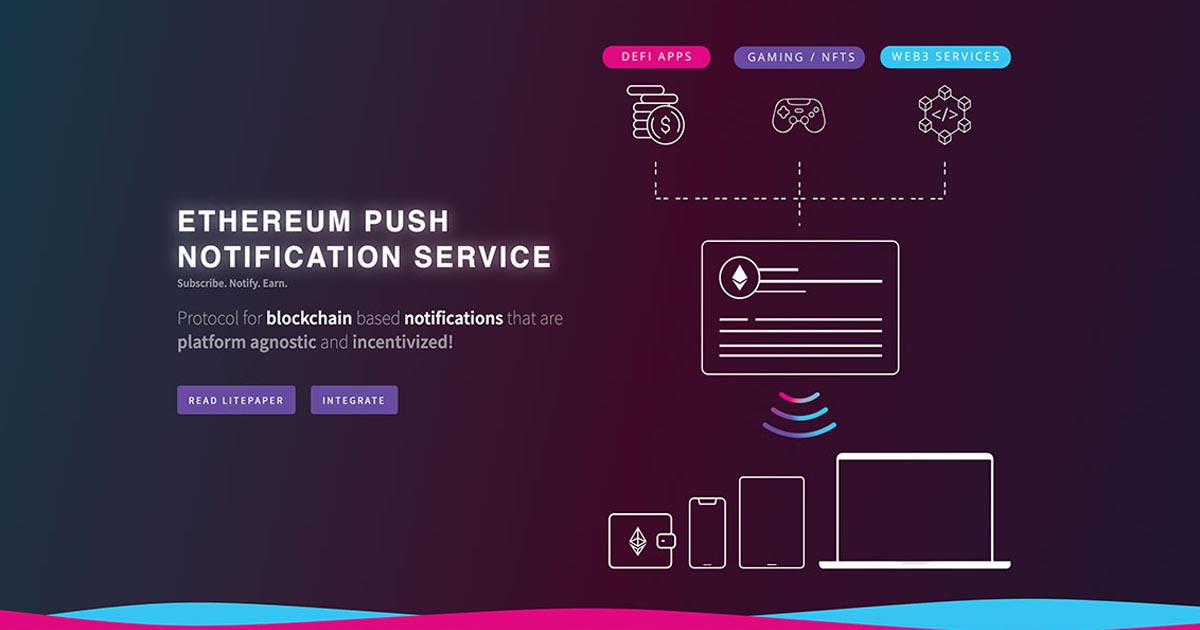 DEFI APPS
GAMING / NFTS
WEB3 SERVICES
ETHEREUM PUSH
NOTIFICATION SERVICE
Subscribe. Notify. Earn.
Protocol for blockchain based notifications that are
platform agnostic and incentivized!
READ LITEPAPER
INTEGRATE